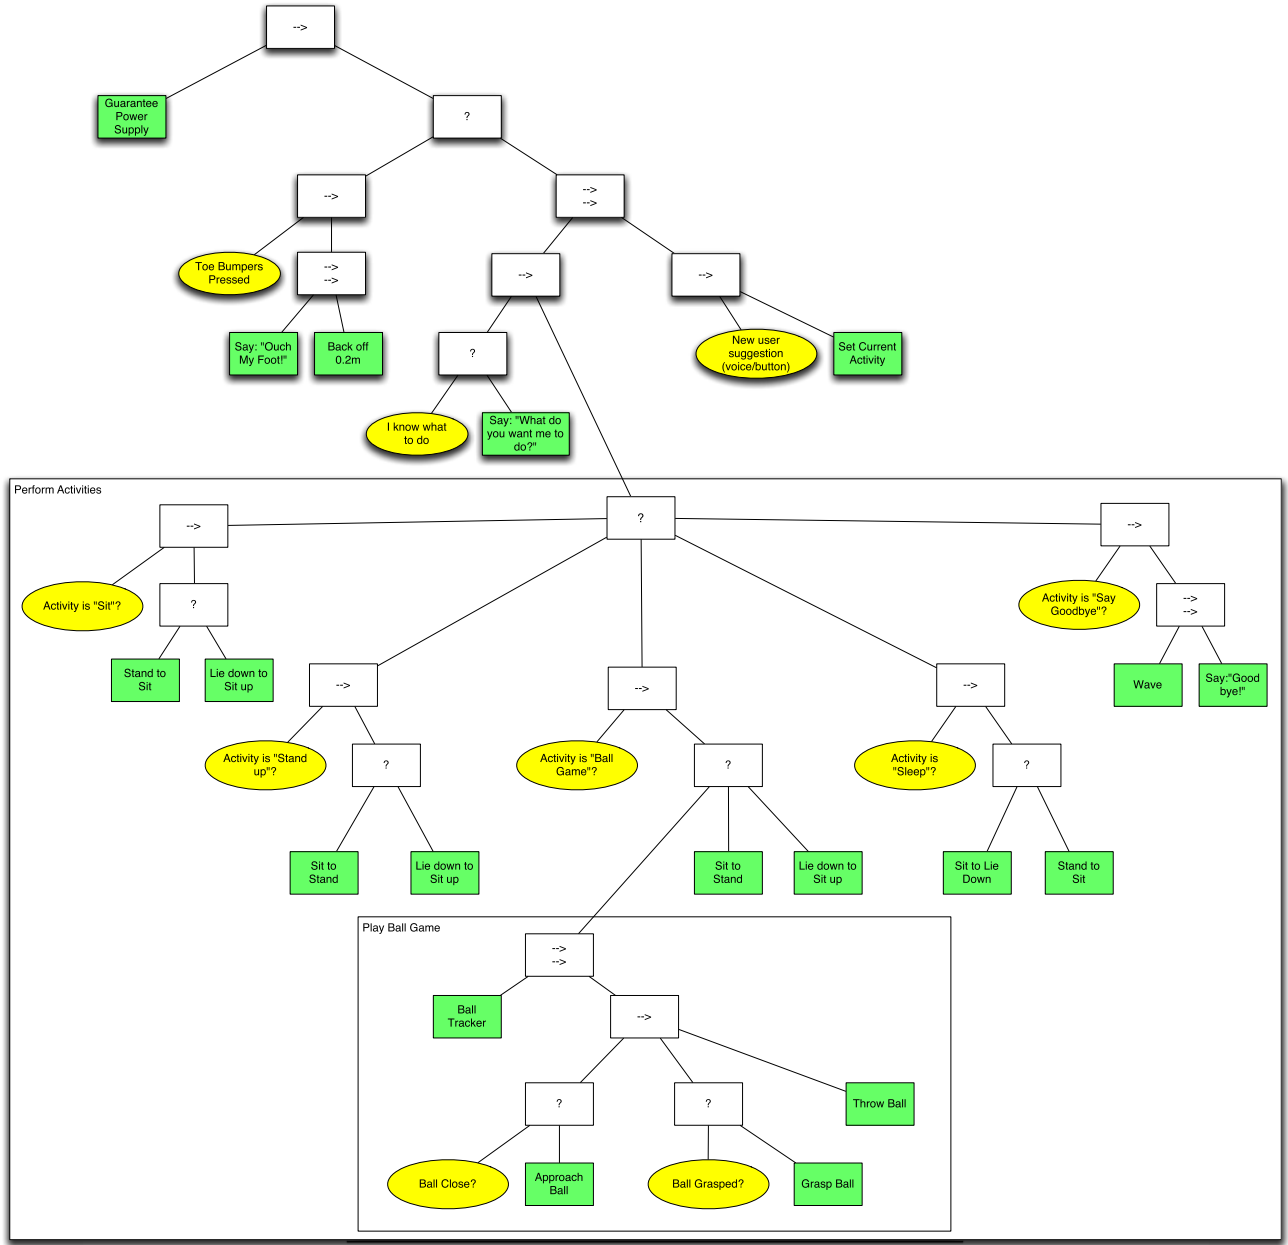 -->
Guarantee
Power
Supply
?
-->
-->
-->
Toe Bumpers
Pressed
-->
-->
-->
-->
Say: "Ouch
My Foot!"
Back off
0.2m
?
New user
suggestion
(voice/button)
Set Current
Activity
I know what
to do
Say: "What do
you want me to
do?"
Perform Activities
-->
?
-->
Activity is "Sit"?
?
Activity is "Say
Goodbye"?
-->
-->
Stand to
Sit
Lie down to
Sit up
Wave
Say:"Good
bye!"
-->
-->
-->
Activity is "Stand
up"?
?
Activity is "Ball
Game"?
?
Activity is
"Sleep"?
?
Sit to
Stand
Lie down to
Sit up
Sit to
Stand
Lie down to
Sit up
Sit to Lie
Down
Stand to
Sit
Play Ball Game
-->
-->
Ball
Tracker
-->
?
?
Throw Ball
Ball Close?
Approach
Ball
Ball Grasped?
Grasp Ball